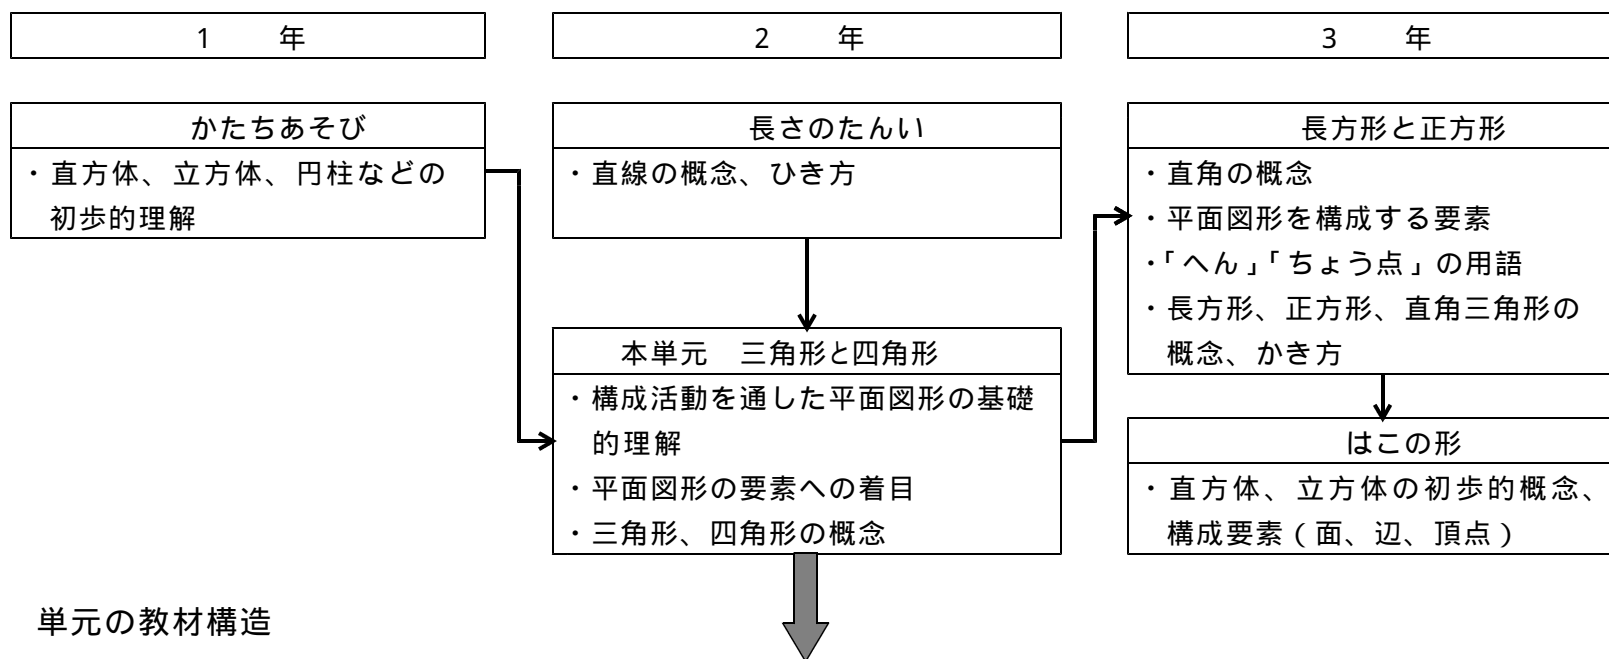 1 年
2 年
3 年
かたちあそび
・直方体、立方体、円柱などの
初歩的理解
長さのたんい
・直線の概念、ひき方
本単元 三角形と四角形
・構成活動を通した平面図形の基礎
的理解
・平面図形の要素への着目
・三角形、四角形の概念
長方形と正方形
・直角の概念
・平面図形を構成する要素
・「へん」「ちょう点」の用語
・長方形、正方形、直角三角形の
概念、かき方
はこの形
・直方体、立方体の初歩的概念、
構成要素(面、辺、頂点)
単元の教材構造